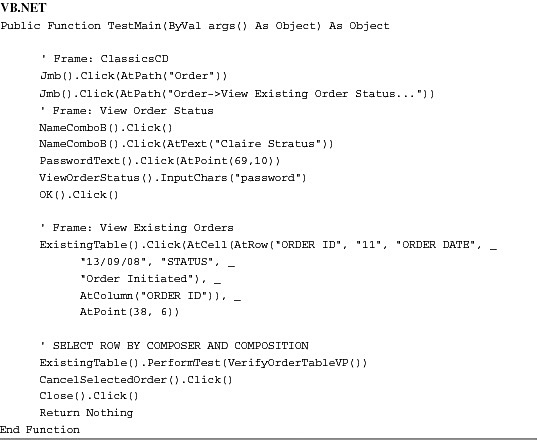 VB.NET
Public Function TestMain(ByVal args() As Object) As Object
' Frame: ClassicsCD
Jmb().Click(AtPath("Order"))
Jmb().Click(AtPath("Order->View Existing Order Status..."))
' Frame: View Order Status
NameComboB().Click()
NameComboB().Click(AtText("Claire Stratus"))
PasswordText().Click(AtPoint(69,10))
ViewOrderStatus().InputChars("password")
OK().Click()
' Frame: View Existing Orders
ExistingTable().Click(AtCell(AtRow("ORDER ID", "11", "ORDER DATE", _
"13/09/08", "STATUS", _
"Order Initiated"), _
AtColumn("ORDER ID")), _
AtPoint(38, 6))
' SELECT ROW BY COMPOSER AND COMPOSITION
ExistingTable().PerformTest(VerifyOrderTableVP())
CancelSelectedOrder().Click()
Close().Click()
Return Nothing
End Function